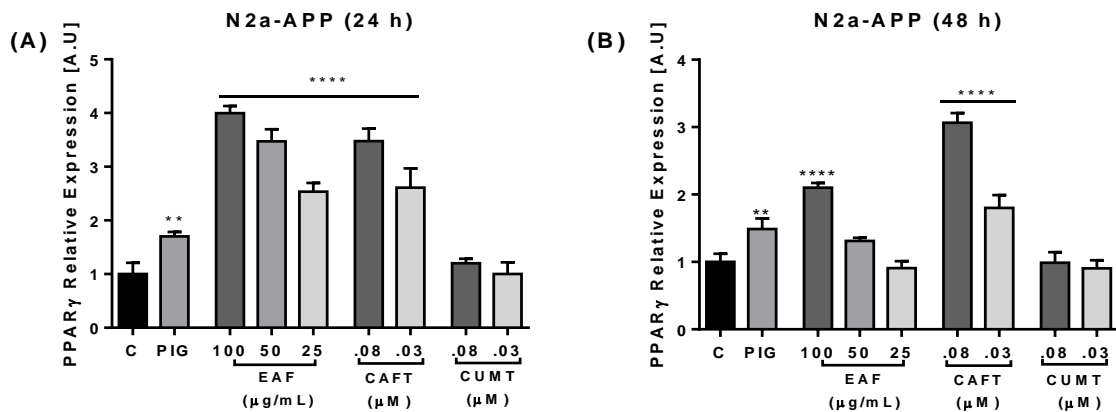 (A)
N2a-APP (24 h)
PPARγ Relative Expression [A.U]
5
4
3
2
1
0
**
****
C PIG 100 50 25 .08 .03 .08 .03
EAF CAFT CUMT
(μg/mL) (μM) (μM)
(B)
N2a-APP (48 h)
PPARγ Relative Expression [A.U]
4
3
2
1
0
**
****
****
C PIG 100 50 25 .08 .03 .08 .03
EAF CAFT CUMT
(μg/mL) (μM) (μM)